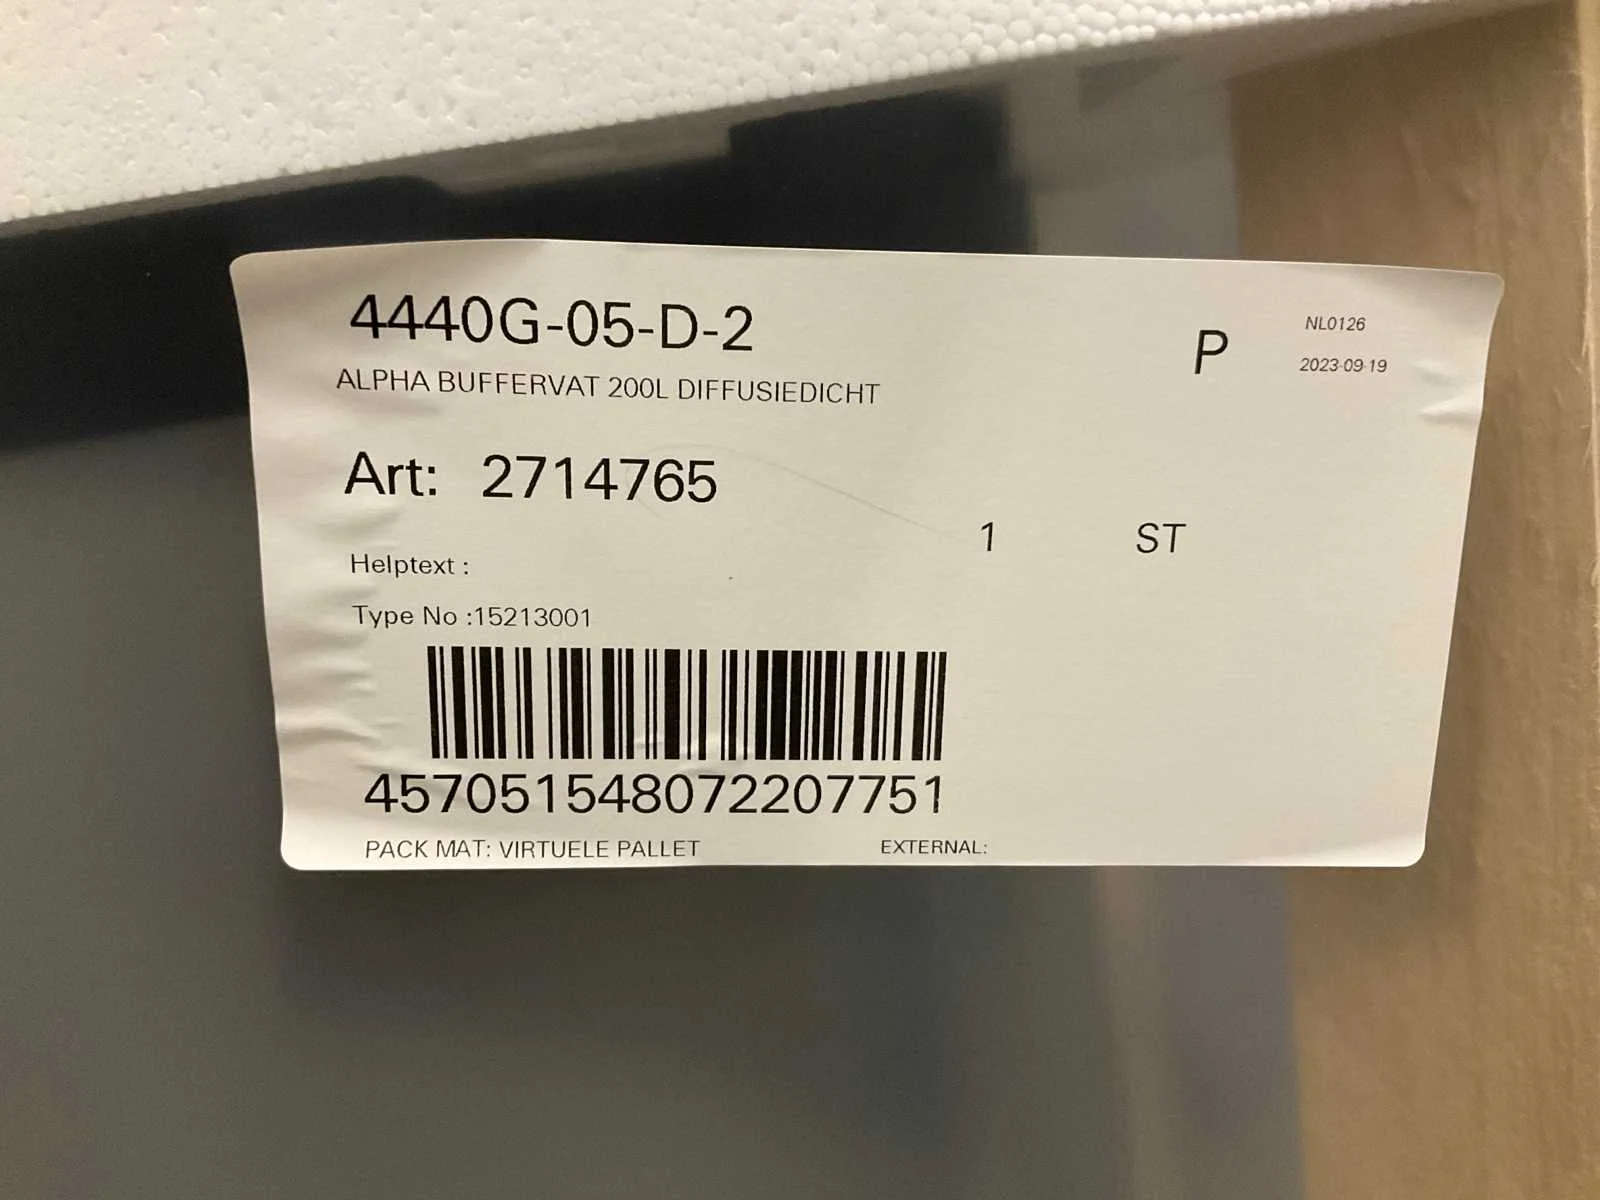 4440G-05-D-2
ALPHA BUFFERVAT 200L DIFFUSIEDICHT
P
NL0126
2023-09-19
Art: 2714765
1 ST
Helptext :
Type No :15213001
457051548072207751
PACK MAT: VIRTUELE PALLET EXTERNAL: